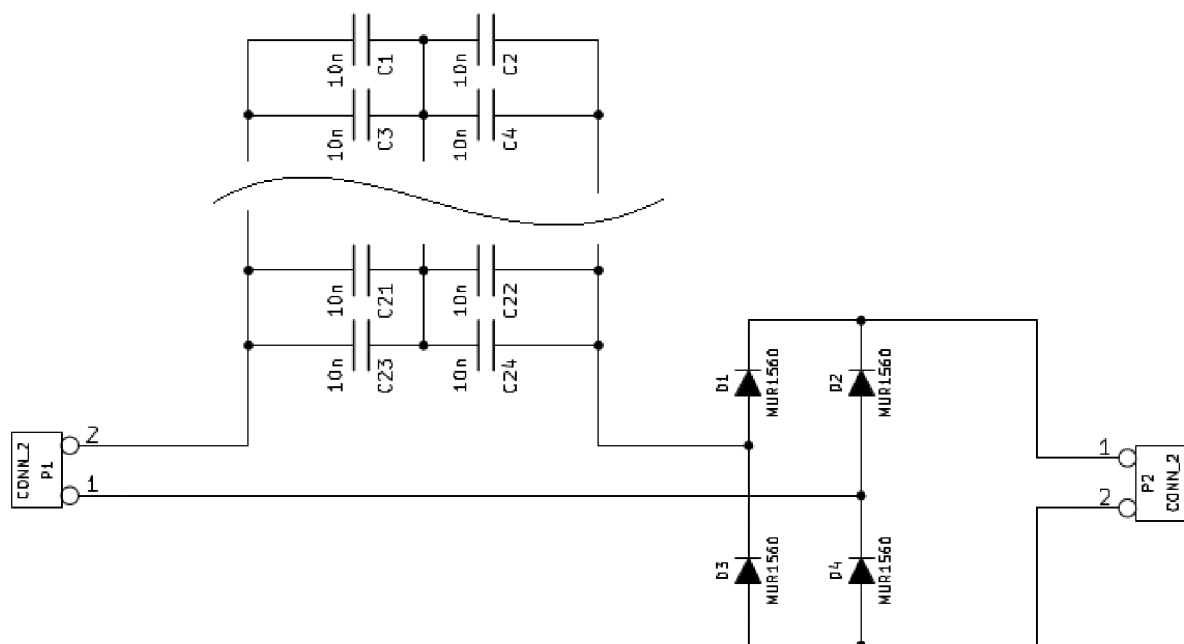 10n C1 10n C2
10n C3 10n C4
10n C21 10n C22
10n C23 10n C24
D1 MUR1560 D2 MUR1560
CONN_2 P1 2
1
1 P2 CONN_2
2
D3 MUR1560 D4 MUR1560